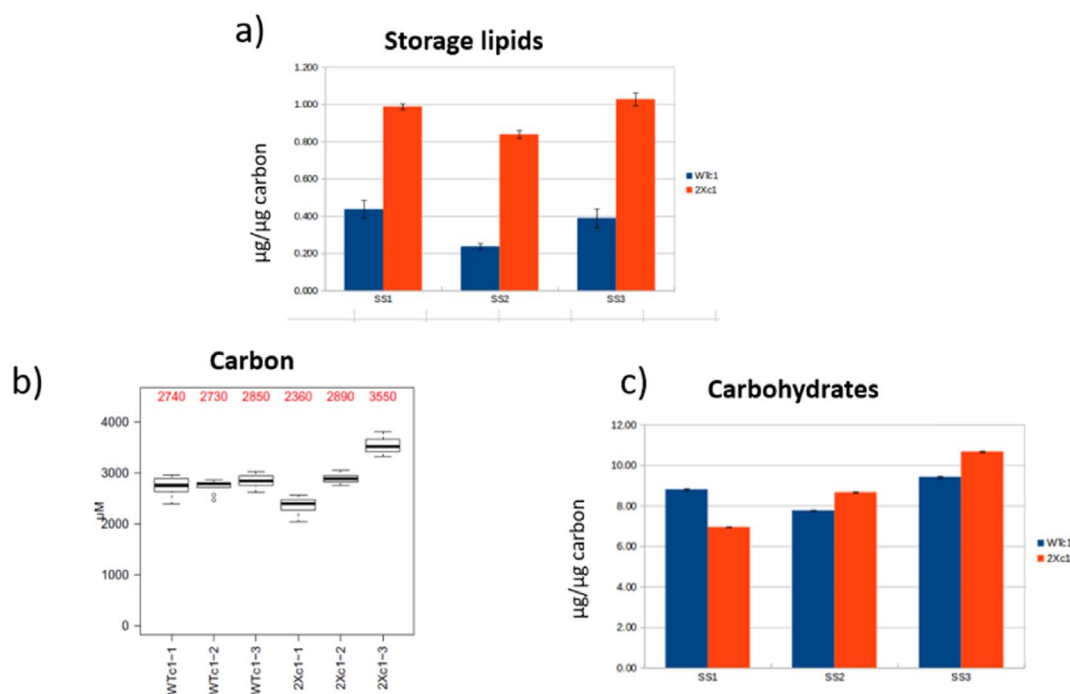 a)
Storage lipids
µg/µg carbon
1.200
1.000
0.800
0.600
0.400
0.200
0.000
SS1 SS2 SS3
WTc1
2Xc1
b)
Carbon
2740 2730 2850 2360 2890 3550
µM
4000
3000
2000
1000
0
WTc1-1 WTc1-2 WTc1-3 2Xc1-1 2Xc1-2 2Xc1-3
c)
Carbohydrates
µg/µg carbon
12.00
10.00
8.00
6.00
4.00
2.00
0.00
SS1 SS2 SS3
WTc1
2Xc1